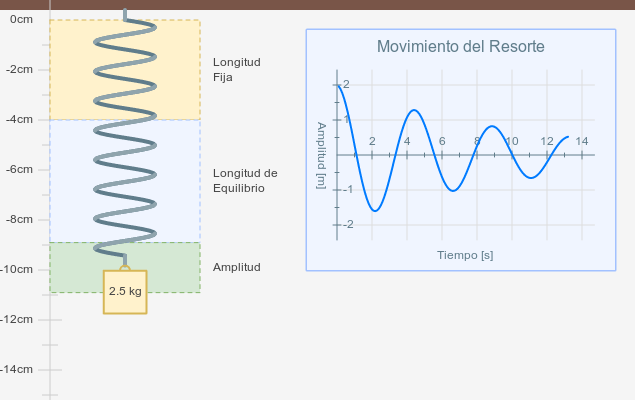 0cm
-2cm
-4cm
-6cm
-8cm
-10cm
-12cm
-14cm
Longitud
Fija
Longitud de
Equilibrio
Amplitud
2.5 kg
Movimiento del Resorte
Amplitud [m]
2
1
-1
-2
2
4
6
8
10
12
14
Tiempo [s]